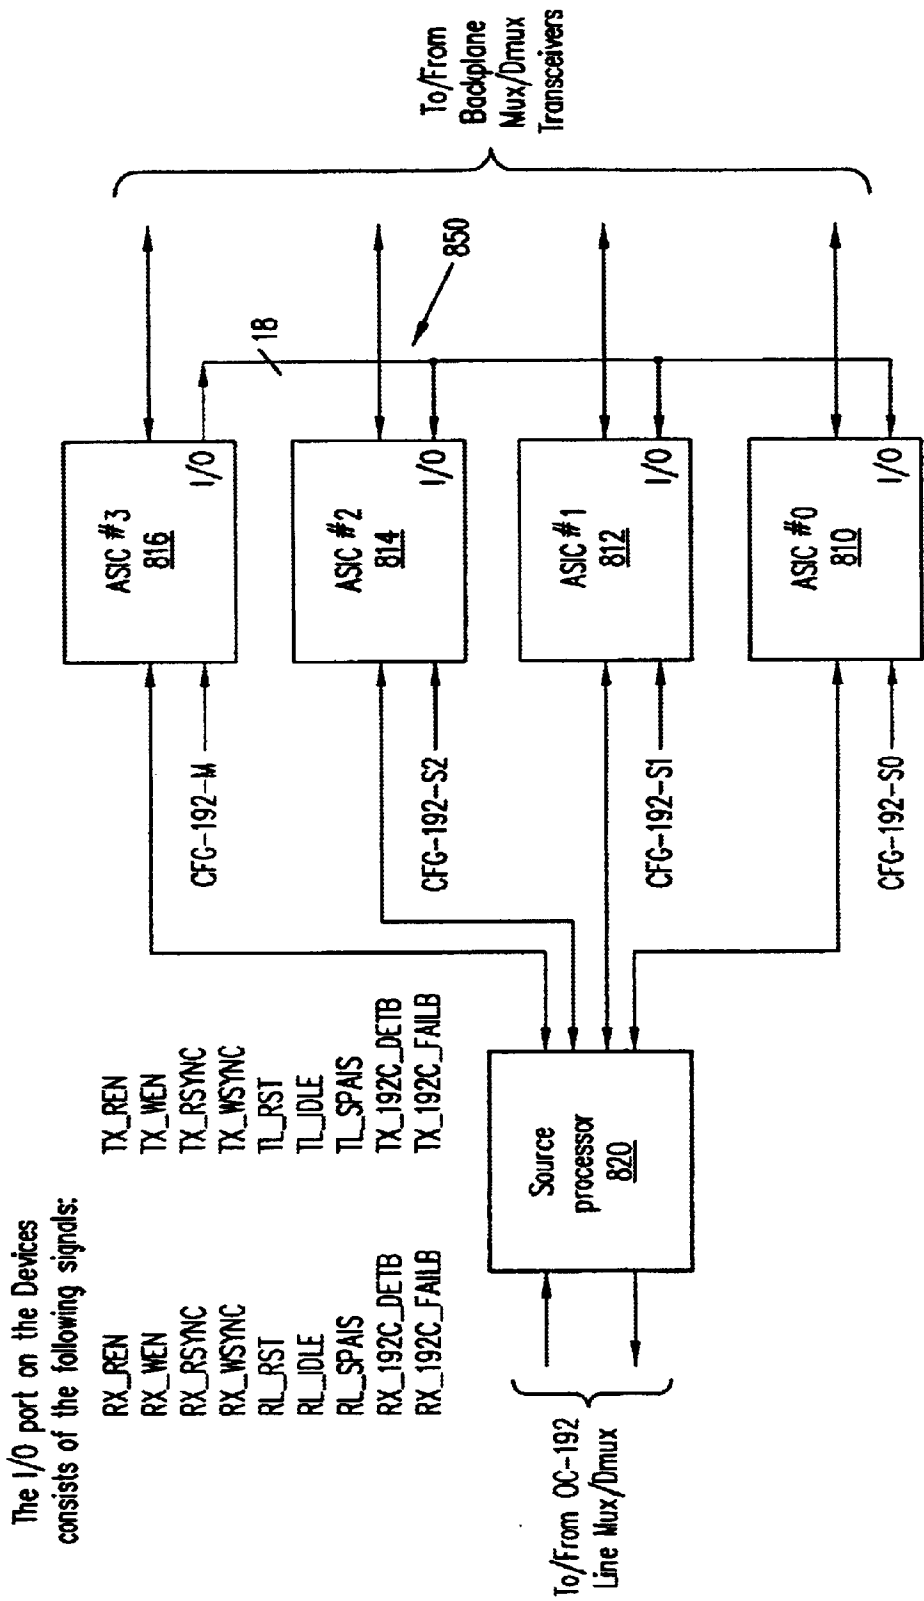 The I/O port on the Devices
consists of the following signals:
RX_REN TX_REN
RX_WEN TX_WEN
RX_RSYNC TX_RSYNC
RX_WSYNC TX_WSYNC
RL_RST TL_RST
RL_IDLE TL_IDLE
RL_SPAIS TL_SPAIS
RX_192C_DETB TX_192C_DETB
RX_192C_FAILB TX_192C_FAILB
To/From OC-192
Line Mux/Dmux
Source
processor
820
CFG-192-M
CFG-192-S2
CFG-192-S1
CFG-192-S0
ASIC #3
816
I/O
ASIC #2
814
I/O
ASIC #1
812
I/O
ASIC #0
810
I/O
18
850
To/From
Backplane
Mux/Dmux
Transceivers